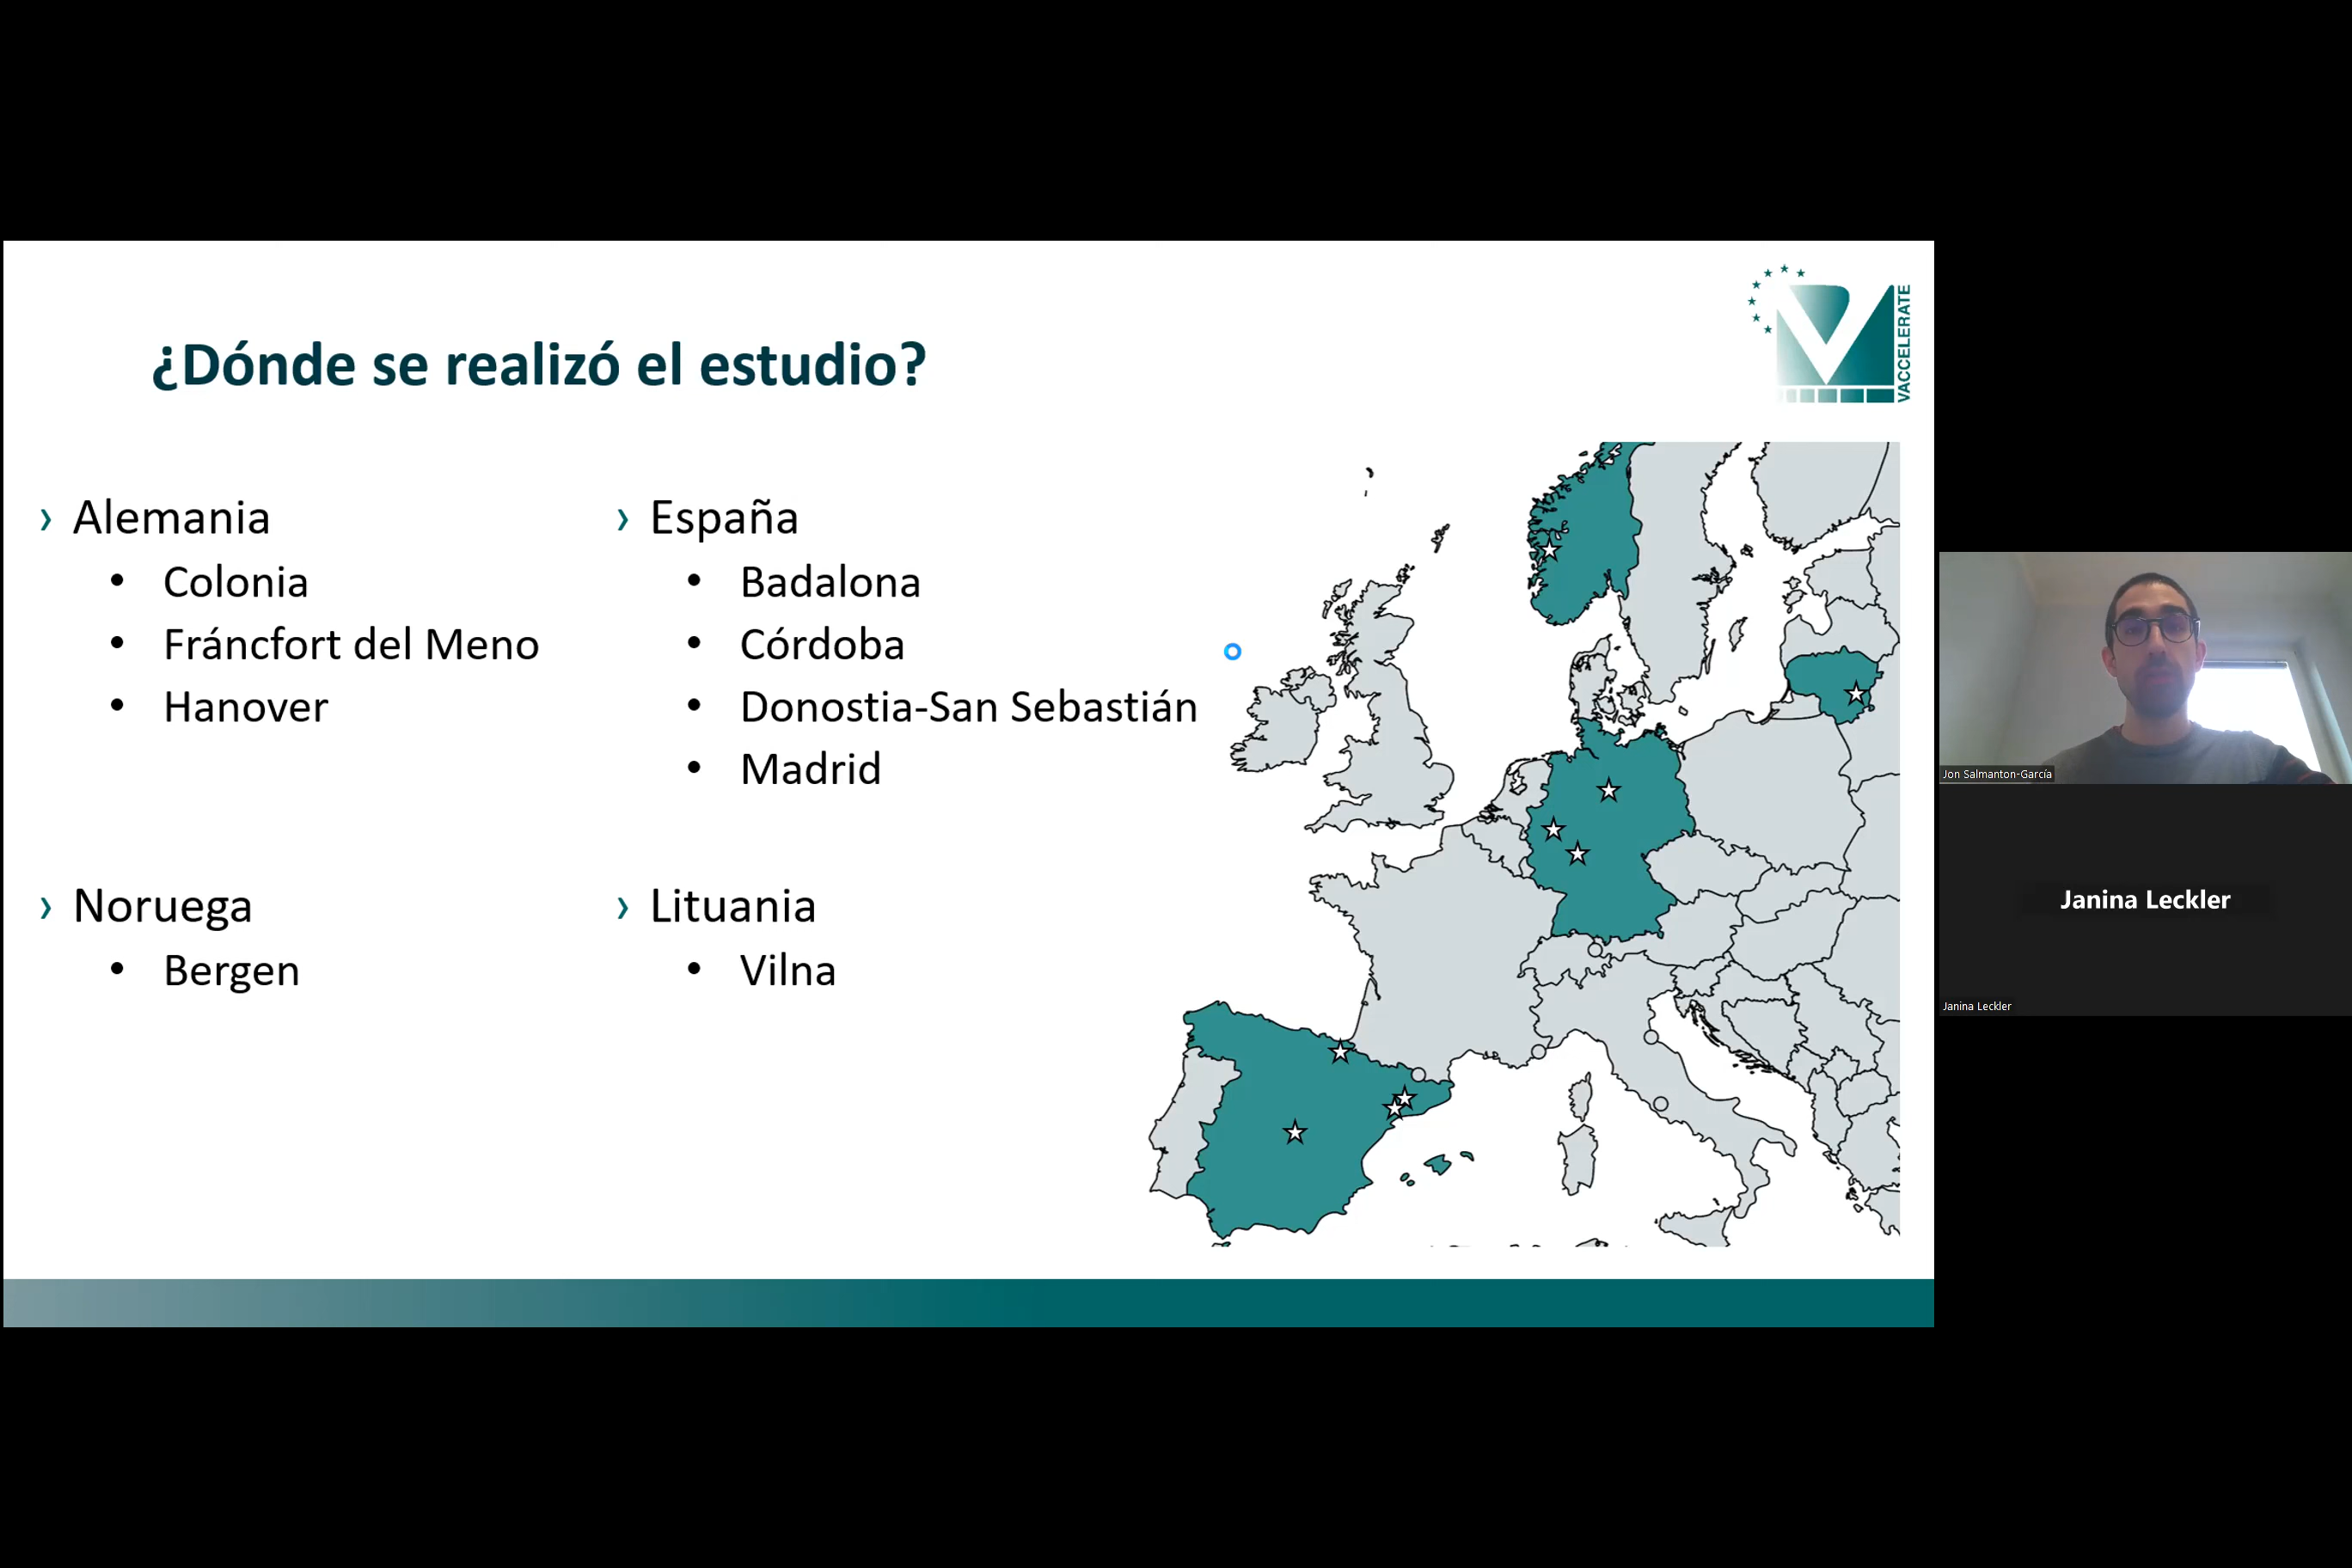 ¿Dónde se realizó el estudio?
VACCELERATE
› Alemania
• Colonia
• Fráncfort del Meno
• Hanover
› España
• Badalona
• Córdoba
• Donostia-San Sebastián
• Madrid
› Noruega
• Bergen
› Lituania
• Vilna
Jon Salmanton-García
Janina Leckler
Janina Leckler